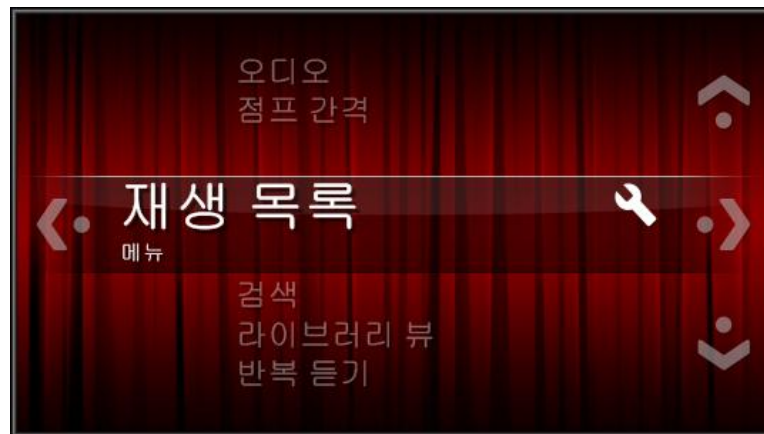 오디오
점프 간격
재생 목록
메뉴
검색
라이브러리 뷰
반복 듣기